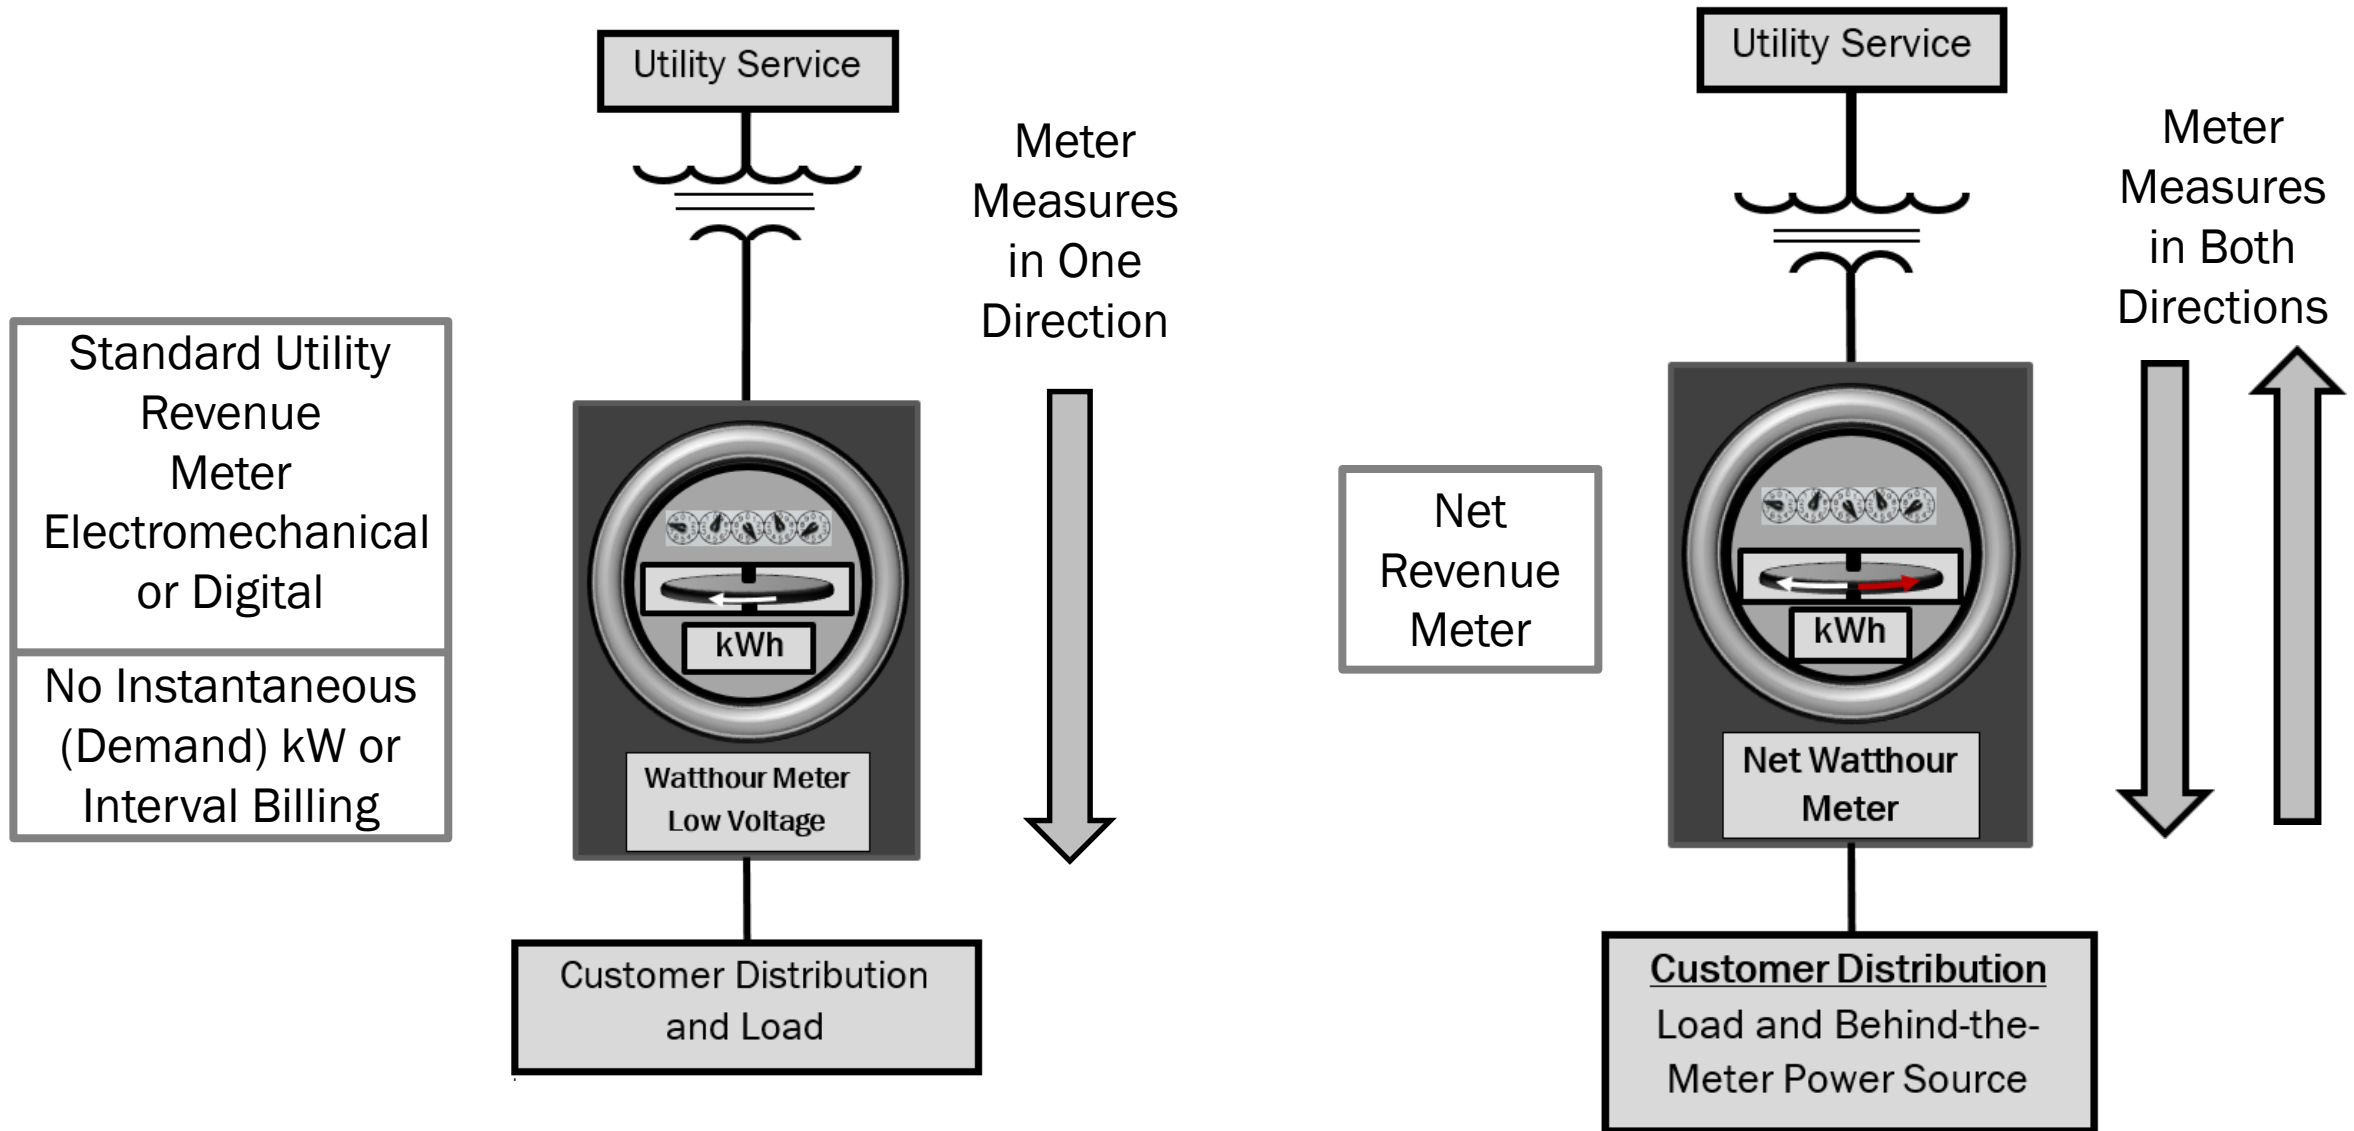 Utility Service
Meter
Measures
in One
Direction
Standard Utility
Revenue
Meter
Electromechanical
or Digital
No Instantaneous
(Demand) kW or
Interval Billing
kWh
Watthour Meter
Low Voltage
Customer Distribution
and Load
Utility Service
Meter
Measures
in Both
Directions
Net
Revenue
Meter
kWh
Net Watthour
Meter
Customer Distribution
Load and Behind-the-
Meter Power Source